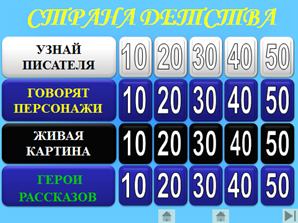 СТРАНА ДЕТСТВА
УЗНАЙ
ПИСАТЕЛЯ
10 20 30 40 50
ГОВОРЯТ
ПЕРСОНАЖИ
10 20 30 40 50
ЖИВАЯ
КАРТИНА
10 20 30 40 50
ГЕРОИ
РАССКАЗОВ
10 20 30 40 50